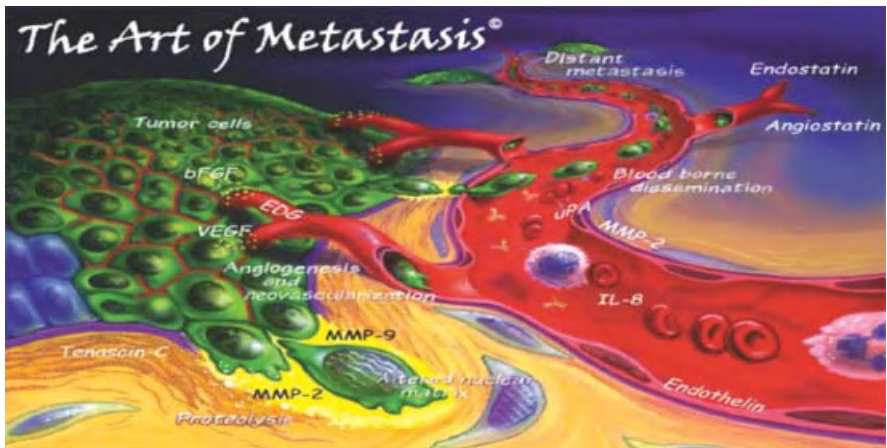 The Art of Metastasis©
Distant
metastasis
Endostatin
Angiostatin
Tumor cells
bFGF
EDG
VEGF
Blood borne
dissemination
uPA
MMP-2
Angiogenesis
and
neovascularization
IL-8
MMP-9
Tenascin-C
Altered nuclear
matrix
MMP-2
Proteolysis
Endothelin